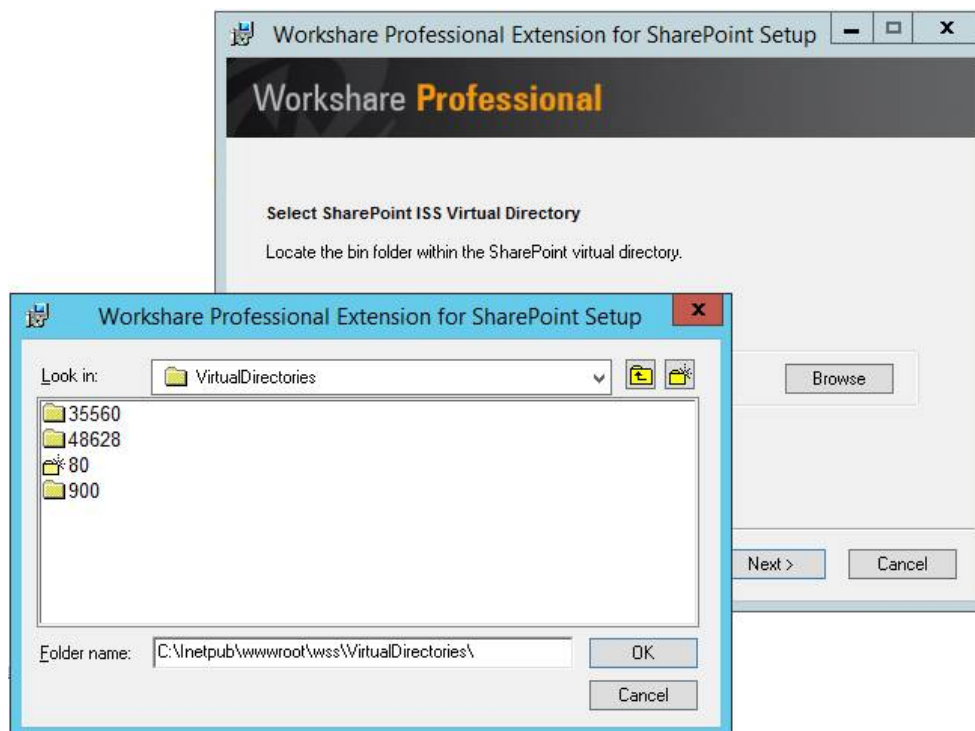 Workshare Professional Extension for SharePoint Setup
Workshare Professional
Select SharePoint ISS Virtual Directory
Locate the bin folder within the SharePoint virtual directory.
Browse
Next >
Cancel
Workshare Professional Extension for SharePoint Setup
Look in:
VirtualDirectories
35560
48628
80
900
Folder name:
C:\Inetpub\wwwroot\wss\VirtualDirectories\
OK
Cancel